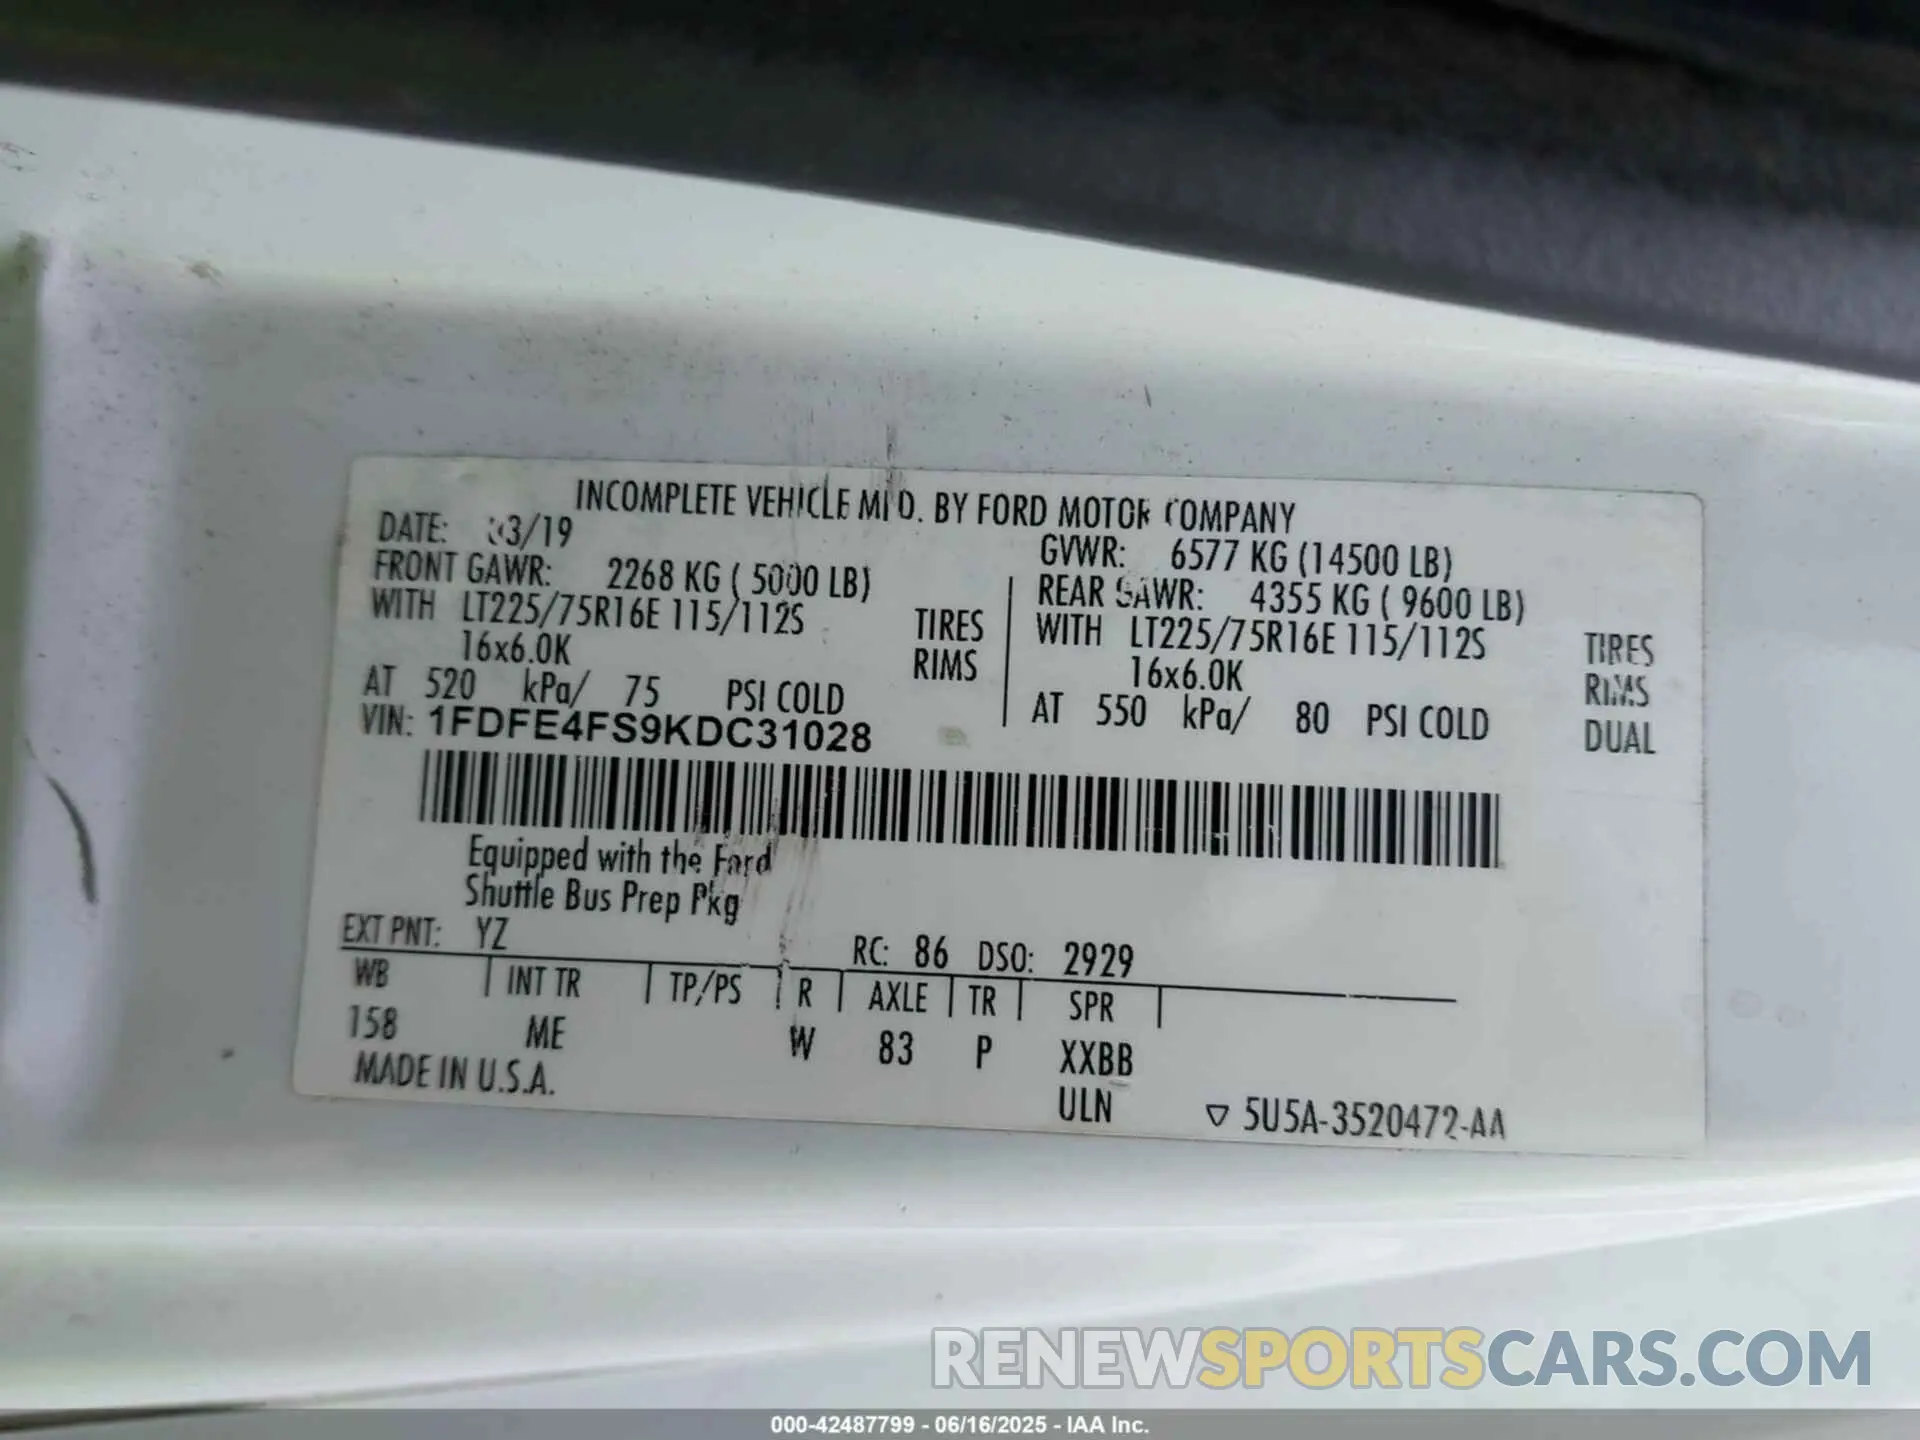 INCOMPLETE VEHICLE MFD. BY FORD MOTOR COMPANY
DATE: 03/19 GVWR: 6577 KG (14500 LB)
FRONT GAWR: 2268 KG ( 5000 LB) REAR GAWR: 4355 KG ( 9600 LB)
WITH LT225/75R16E 115/112S TIRES WITH LT225/75R16E 115/112S TIRES
16x6.0K RIMS 16x6.0K RIMS
AT 520 kPa/ 75 PSI COLD AT 550 kPa/ 80 PSI COLD DUAL
VIN: 1FDFE4FS9KDC31028
Equipped with the Ford
Shuttle Bus Prep Pkg
EXT PNT: YZ RC: 86 DSO: 2929
WB INT TR TP/PS R AXLE TR SPR
158 ME W 83 P XXBB
MADE IN U.S.A. ULN ▽ 5U5A-3520472-AA
RENEWSPORTSCARS.COM
000-42487799 - 06/16/2025 - IAA Inc.